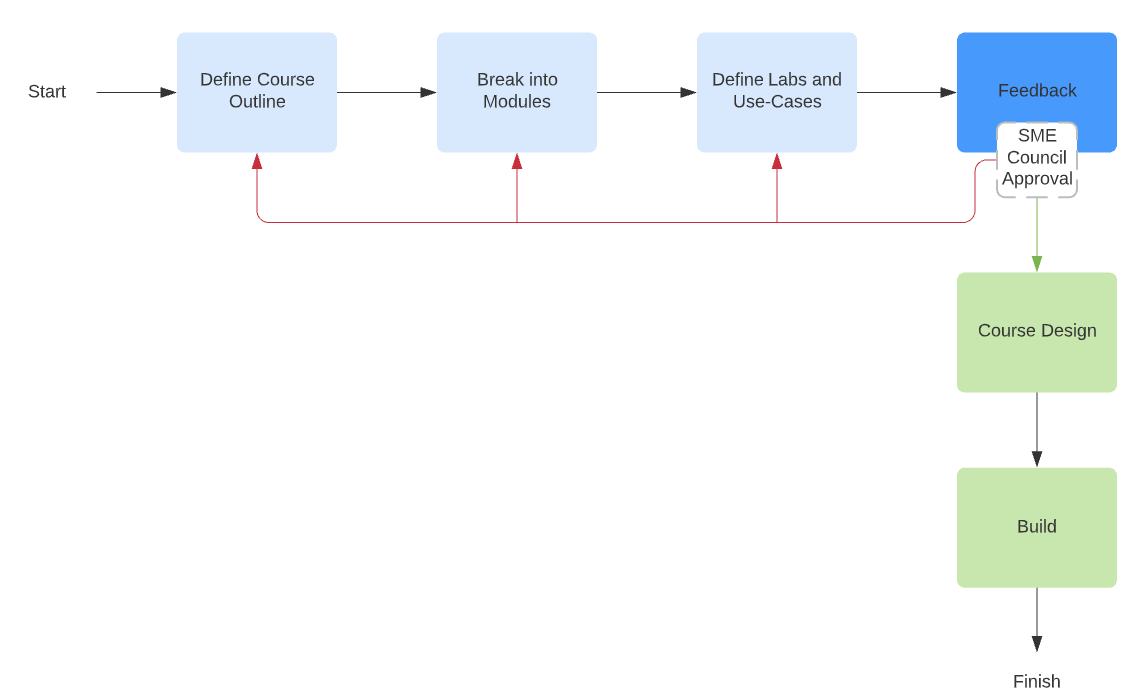 Start
Define Course
Outline
Break into
Modules
Define Labs and
Use-Cases
Feedback
SME
Council
Approval
Course Design
Build
Finish